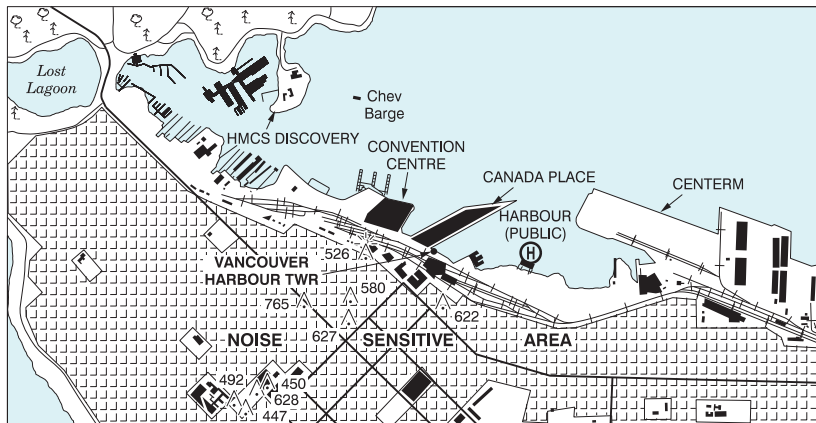 Lost
Lagoon
Chev
Barge
HMCS DISCOVERY
CONVENTION
CENTRE
CANADA PLACE
CENTERM
HARBOUR
(PUBLIC)
H
526
VANCOUVER
HARBOUR TWR
580
765
622
627
NOISE SENSITIVE AREA
492
450
628
447